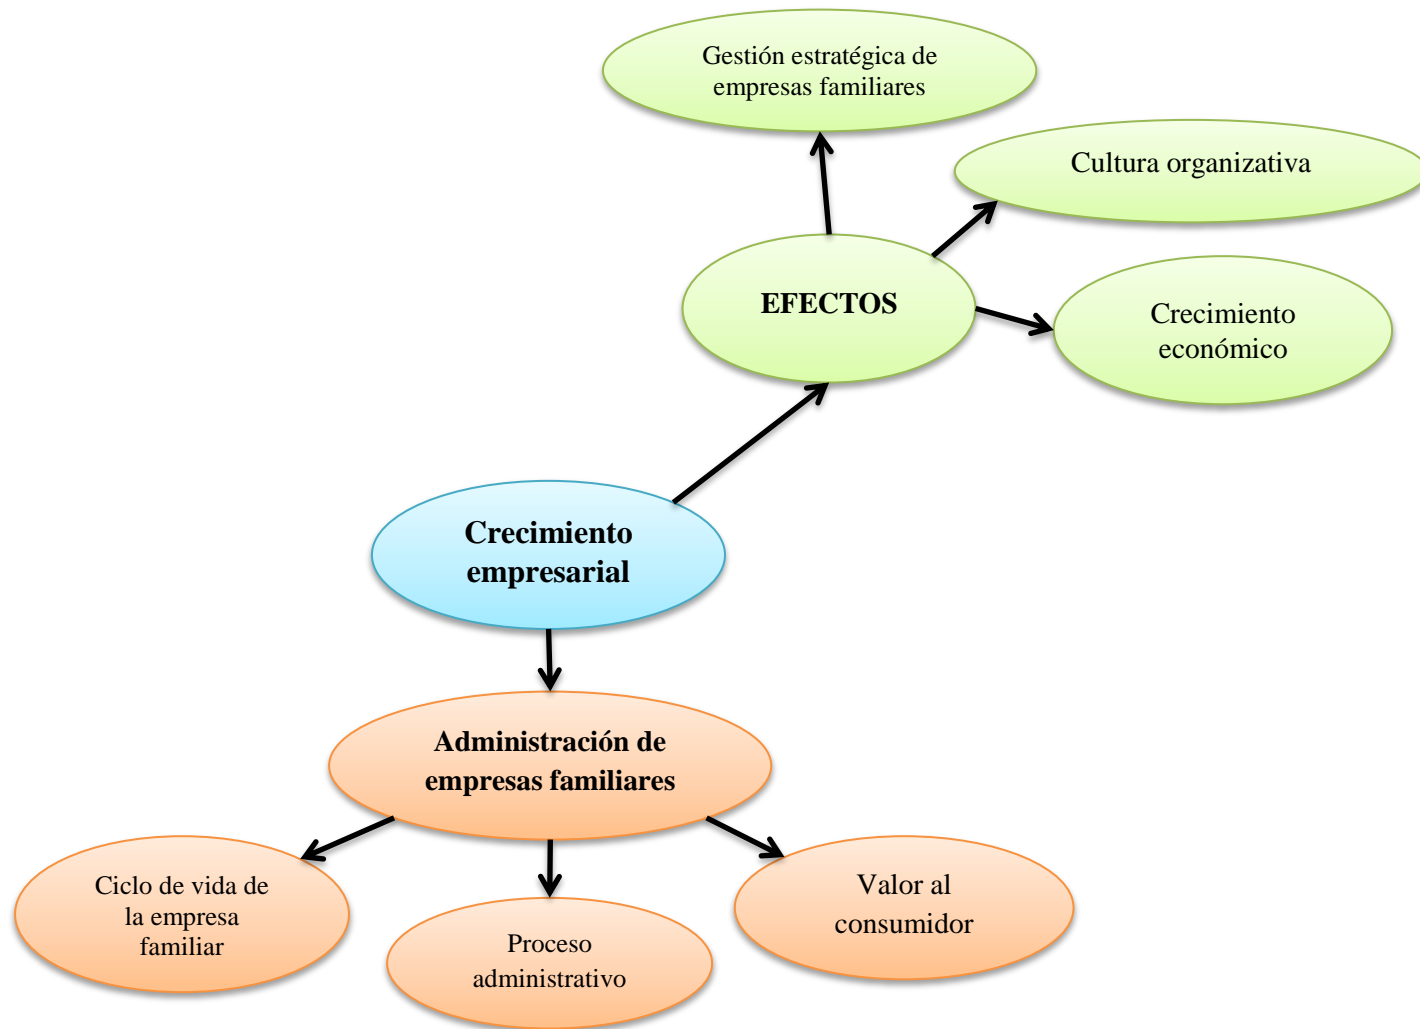 Gestión estratégica de
empresas familiares
Cultura organizativa
EFECTOS
Crecimiento
económico
Crecimiento
empresarial
Administración de
empresas familiares
Ciclo de vida de
la empresa
familiar
Proceso
administrativo
Valor al
consumidor